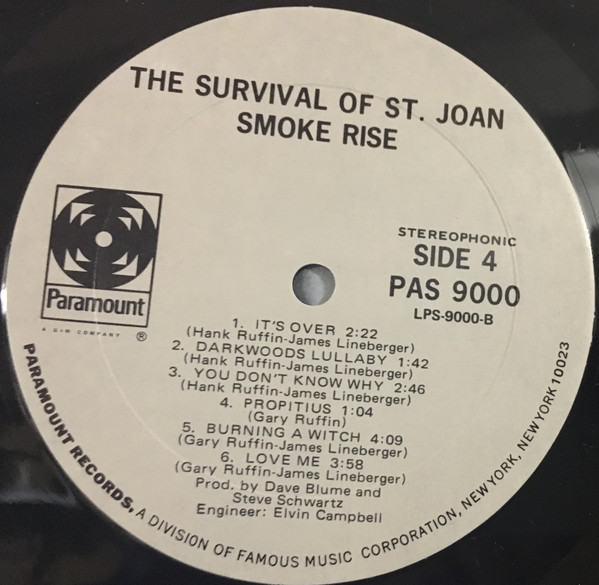 THE SURVIVAL OF ST. JOAN
SMOKE RISE
STEREOPHONIC
SIDE 4
PAS 9000
LPS-9000-B
Paramount
A G+W COMPANY ®
1. IT'S OVER 2:22
(Hank Ruffin-James Lineberger)
2. DARKWOODS LULLABY 1:42
(Hank Ruffin-James Lineberger)
3. YOU DON'T KNOW WHY 2:46
(Hank Ruffin-James Lineberger)
4. PROPITIUS 1:04
(Gary Ruffin)
5. BURNING A WITCH 4:09
(Gary Ruffin-James Lineberger)
6. LOVE ME 3:58
(Gary Ruffin-James Lineberger)
Prod. by Dave Blume and
Steve Schwartz
Engineer: Elvin Campbell
PARAMOUNT RECORDS, A DIVISION OF FAMOUS MUSIC CORPORATION, NEW YORK, NEW YORK 10023